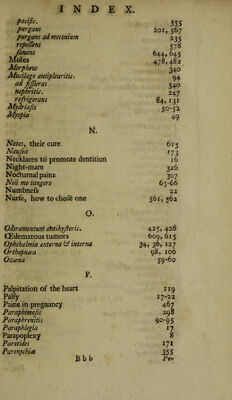 INDEX.
pacific. 555
purgans 201, 567
purgans ad meconium 235
repellens 578
sanans 644, 645
Moles 478, 482
Morphew 340
Mucilago antipleuritic. 94
ad fissuras 540
nephritic. 247
refrigerans 84, 131
Mydriasis 50-52
Myopia 49
N.
Nates, their cure 615
Nausea 173
Necklaces to promote dentition 16
Night-mare 326
Nocturnal pains 307
Noli me tangere 65-66
Numbness 22
Nurse, how to chose one 561, 562
O.
Odoramentum antihysteric. 425, 426
Œdematous tumors 609, 615
Ophthalmia externa & interna 34, 36, 127
Orthopnœa 98, 106
Ozæna 59-60
P.
Palpitation of the heart 119
Palsy 17-22
Pains in pregnancy 467
Paraphimosis 298
Paraphrenitis 90-95
Paraphlegia 17
Parapoplexy 8
Parotides 171
Paronychiæ 355
B b b